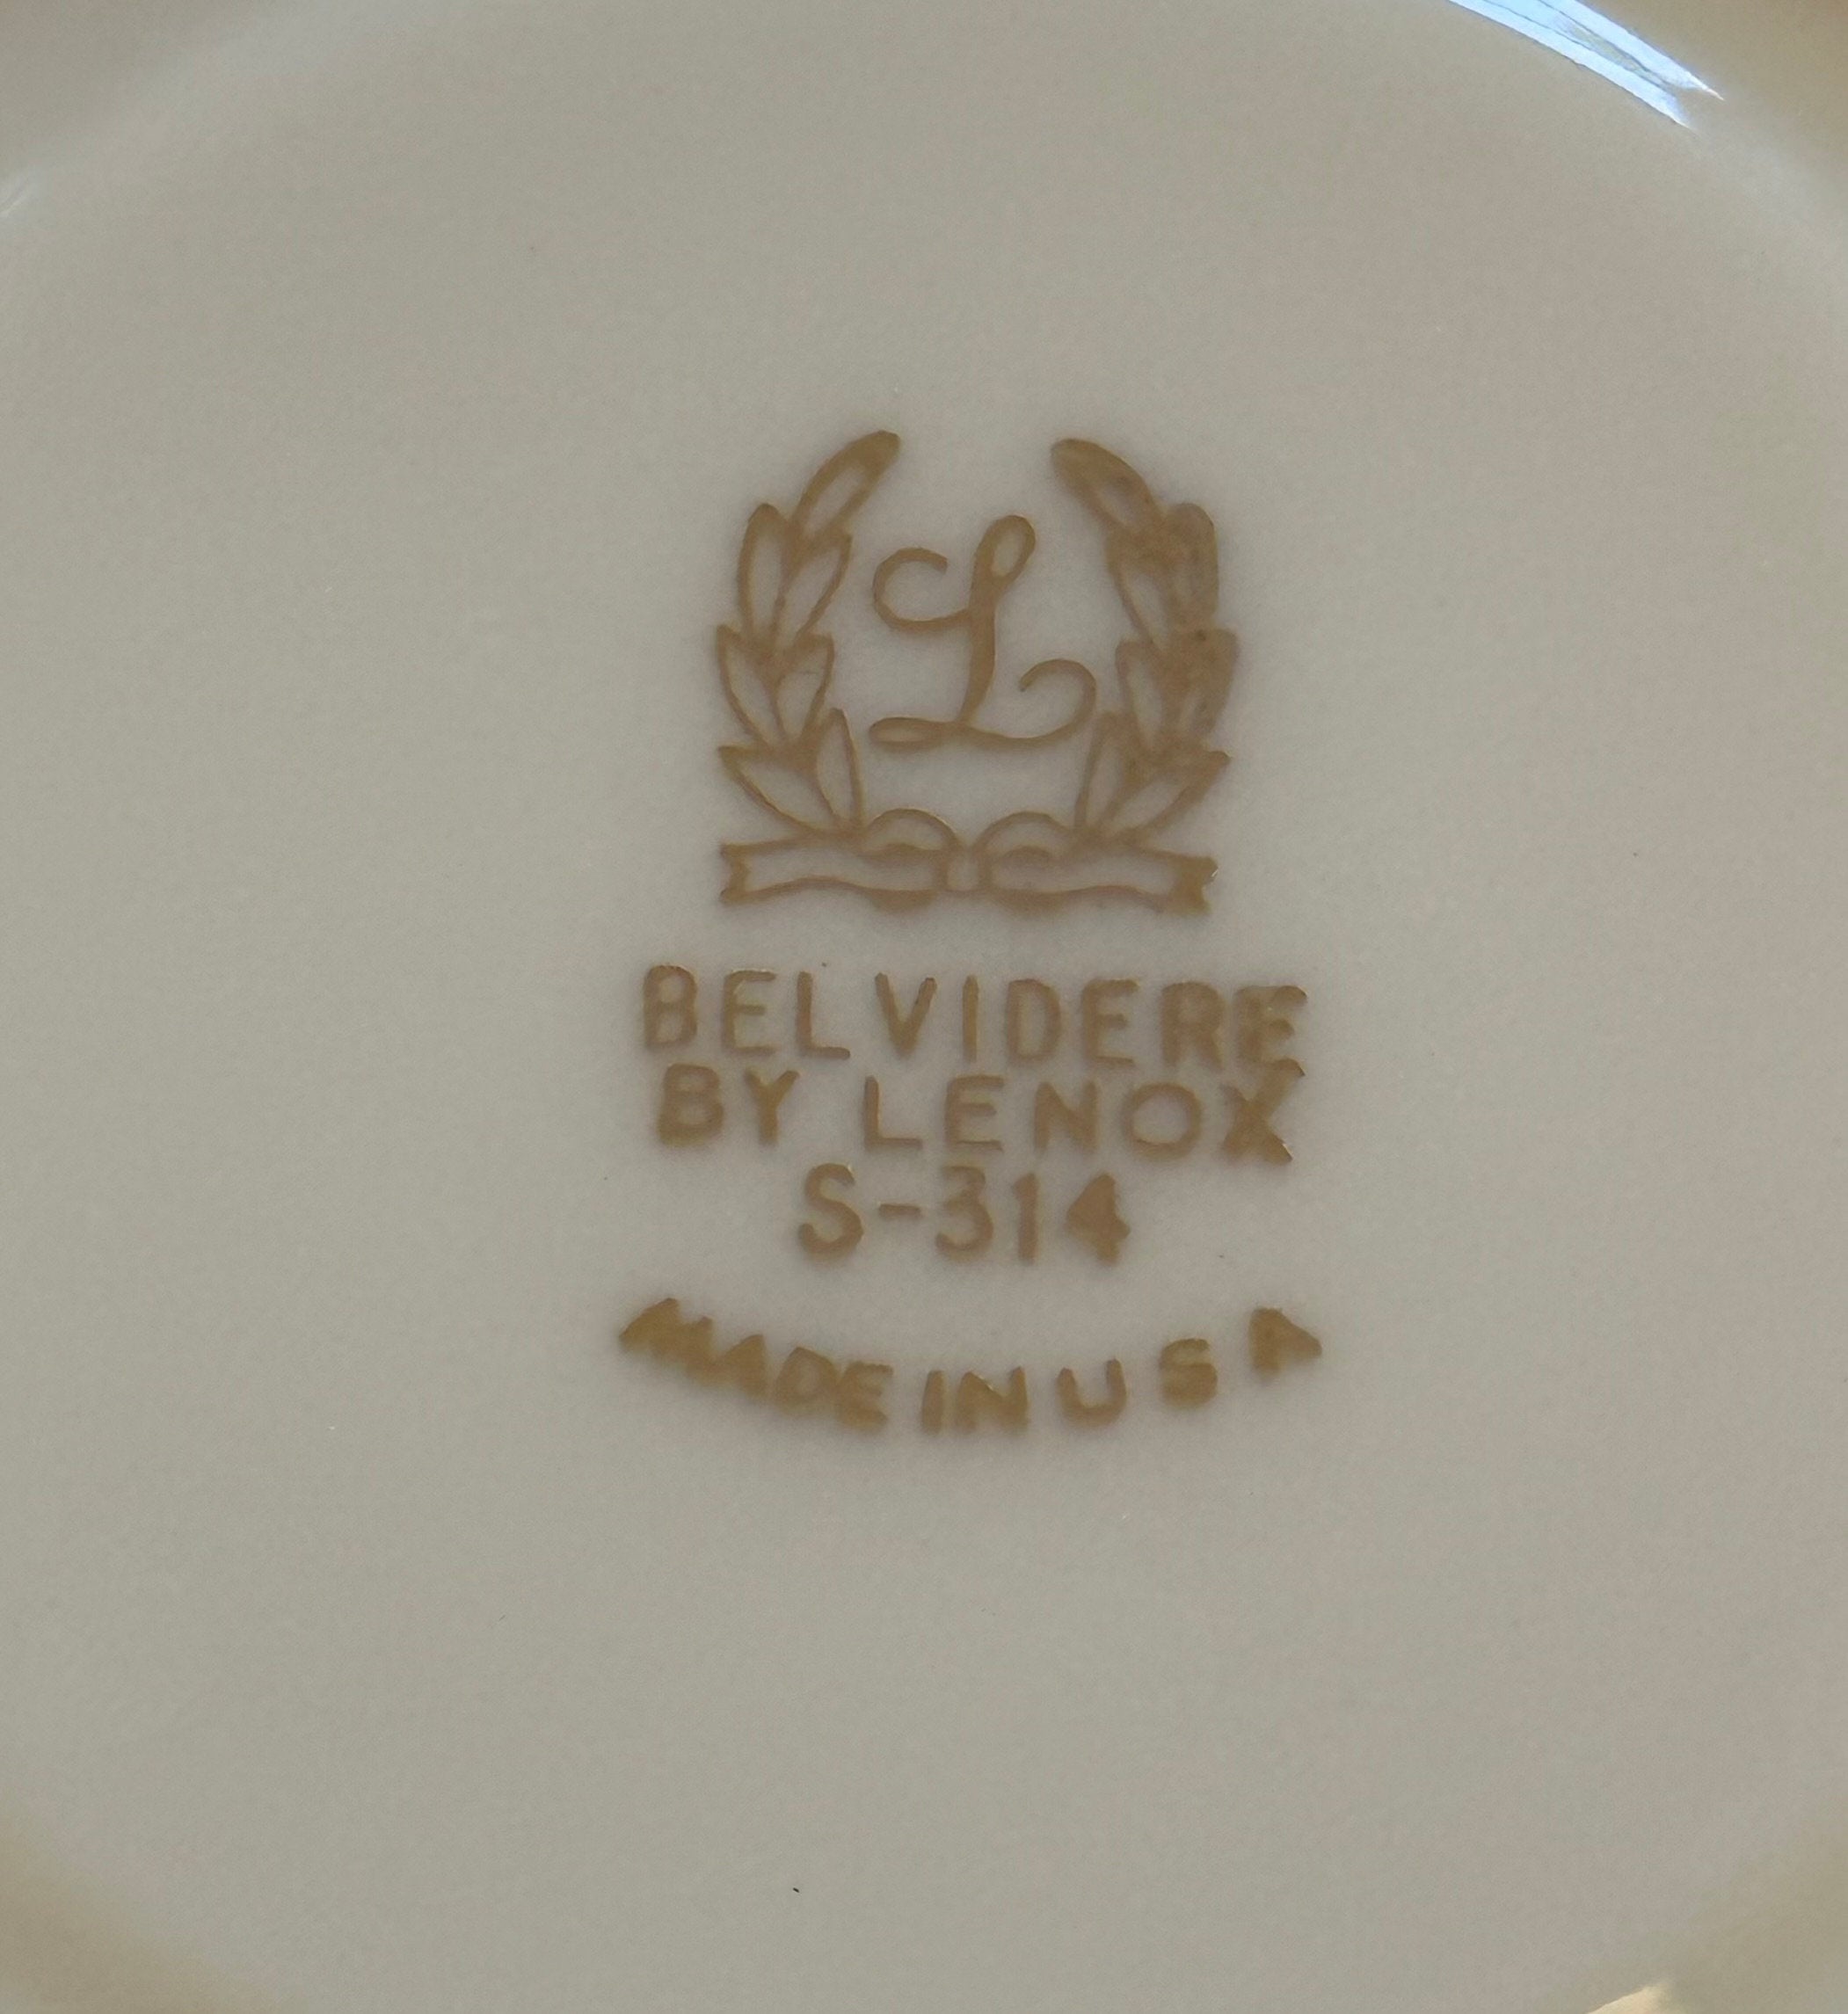 L
BELVIDERE
BY LENOX
S-314
MADE IN U S A